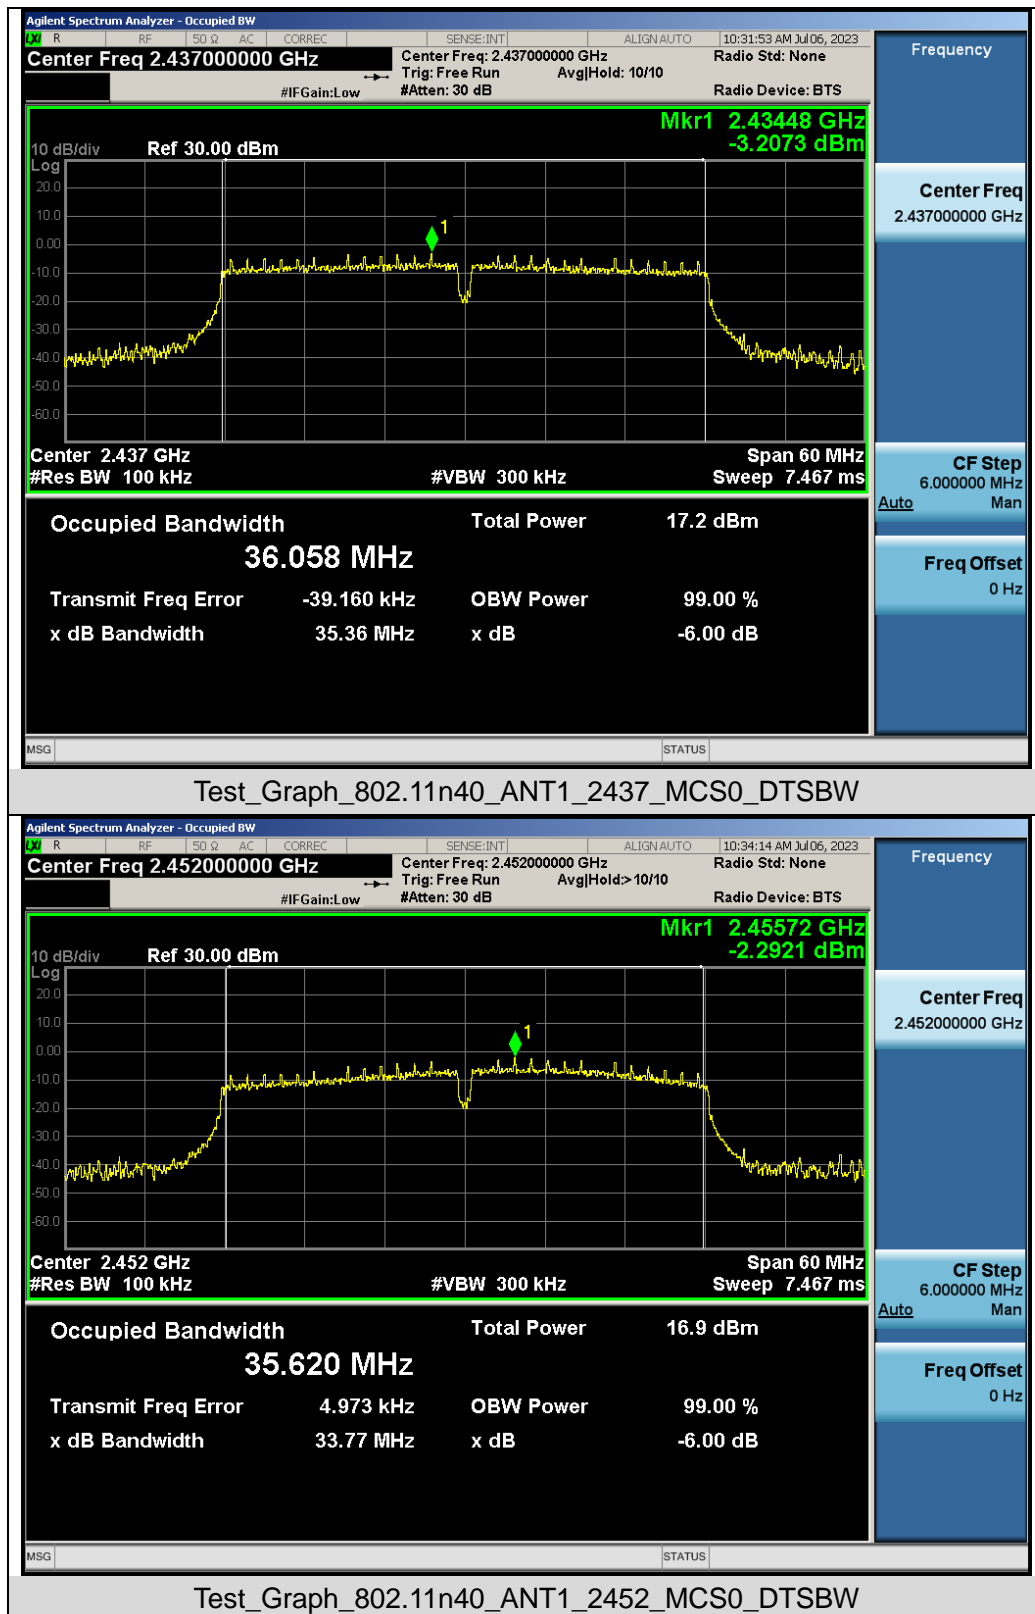 Agilent Spectrum Analyzer - Occupied BW
LXI R RF 50 Ω AC CORREC SENSE:INT ALIGN AUTO 10:31:53 AM Jul 06, 2023
Center Freq 2.437000000 GHz Center Freq: 2.437000000 GHz Radio Std: None
Trig: Free Run Avg|Hold: 10/10
#IFGain:Low #Atten: 30 dB Radio Device: BTS
Frequency
Mkr1 2.43448 GHz
-3.2073 dBm
10 dB/div Ref 30.00 dBm
Log
20.0
10.0
0.00
-10.0
-20.0
-30.0
-40.0
-50.0
-60.0
1
Center 2.437 GHz Span 60 MHz
#Res BW 100 kHz #VBW 300 kHz Sweep 7.467 ms
Center Freq
2.437000000 GHz
CF Step
6.000000 MHz
Auto Man
Freq Offset
0 Hz
Occupied Bandwidth Total Power 17.2 dBm
36.058 MHz
Transmit Freq Error -39.160 kHz OBW Power 99.00 %
x dB Bandwidth 35.36 MHz x dB -6.00 dB
MSG STATUS
Test_Graph_802.11n40_ANT1_2437_MCS0_DTSBW
Agilent Spectrum Analyzer - Occupied BW
LXI R RF 50 Ω AC CORREC SENSE:INT ALIGN AUTO 10:34:14 AM Jul 06, 2023
Center Freq 2.452000000 GHz Center Freq: 2.452000000 GHz Radio Std: None
Trig: Free Run Avg|Hold:>10/10
#IFGain:Low #Atten: 30 dB Radio Device: BTS
Frequency
Mkr1 2.45572 GHz
-2.2921 dBm
10 dB/div Ref 30.00 dBm
Log
20.0
10.0
0.00
-10.0
-20.0
-30.0
-40.0
-50.0
-60.0
1
Center 2.452 GHz Span 60 MHz
#Res BW 100 kHz #VBW 300 kHz Sweep 7.467 ms
Center Freq
2.452000000 GHz
CF Step
6.000000 MHz
Auto Man
Freq Offset
0 Hz
Occupied Bandwidth Total Power 16.9 dBm
35.620 MHz
Transmit Freq Error 4.973 kHz OBW Power 99.00 %
x dB Bandwidth 33.77 MHz x dB -6.00 dB
MSG STATUS
Test_Graph_802.11n40_ANT1_2452_MCS0_DTSBW